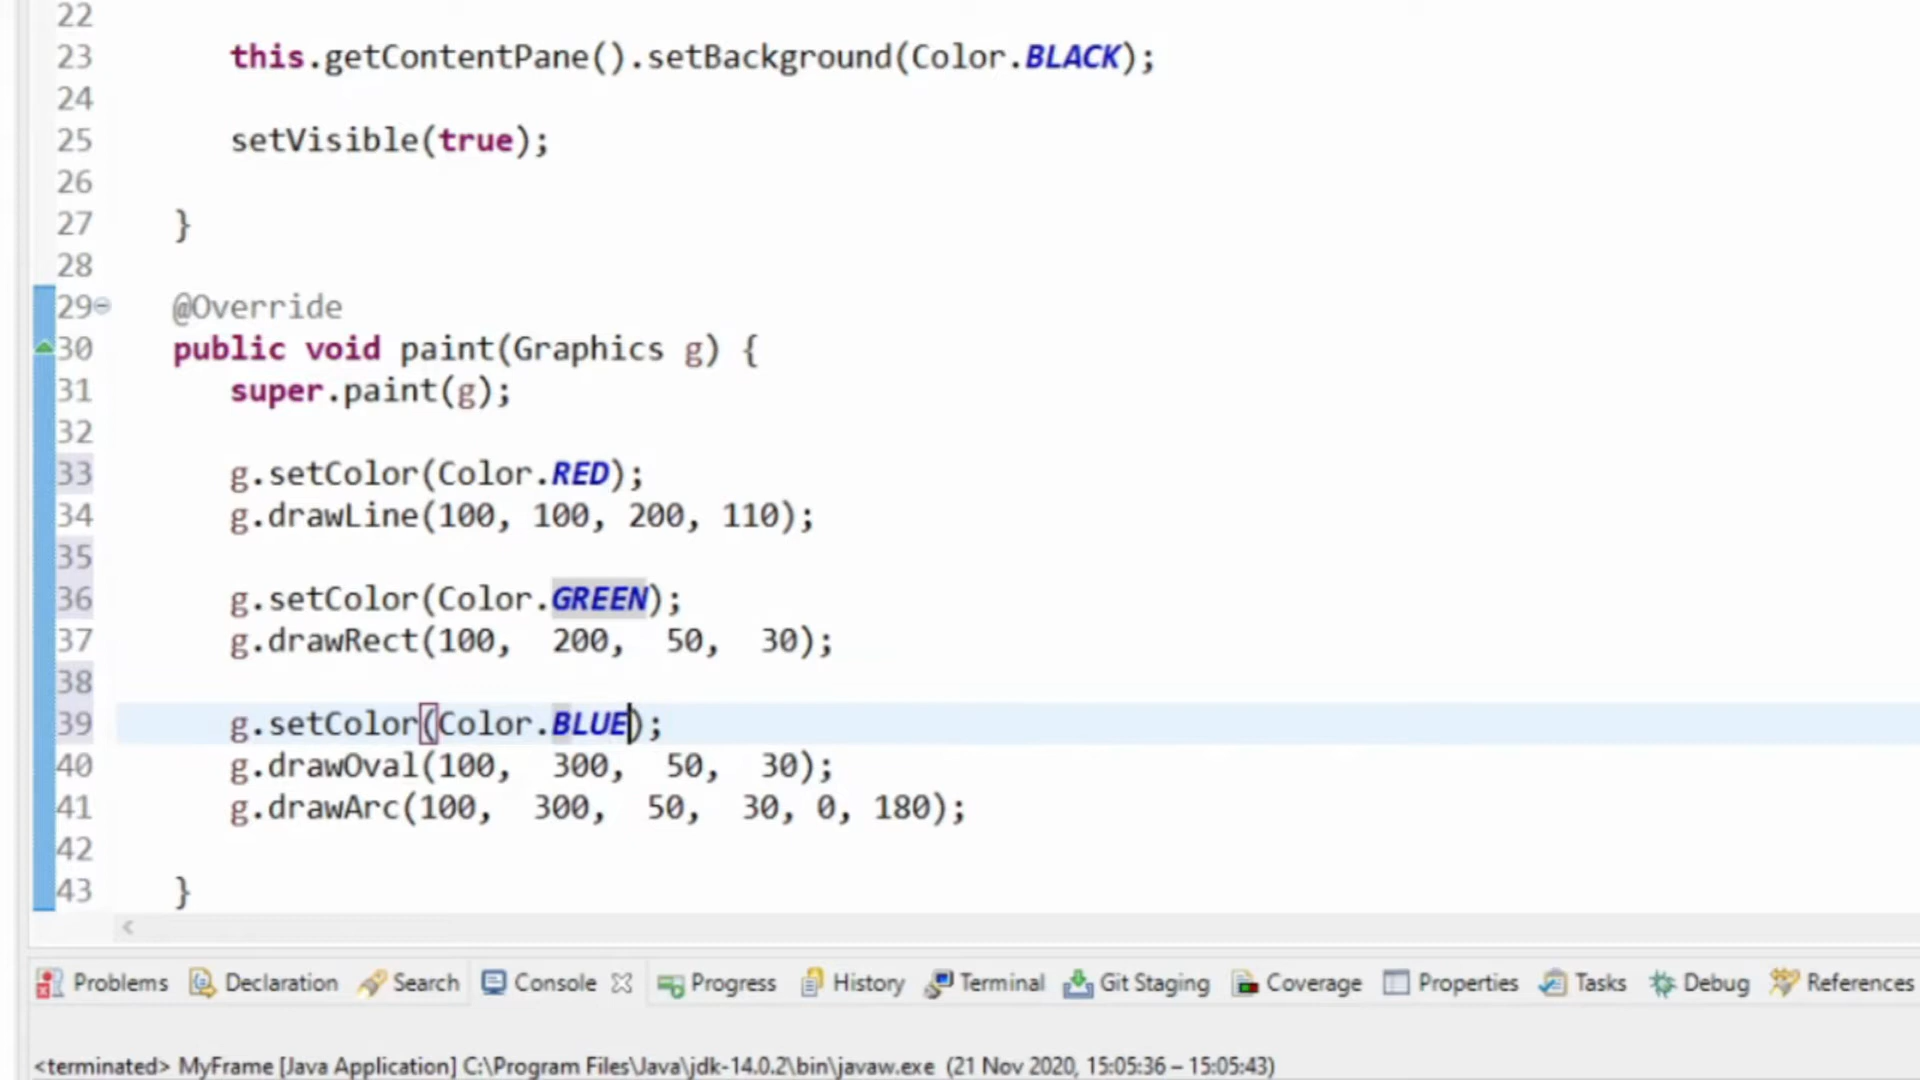 22
23 this.getContentPane().setBackground(Color.BLACK);
24
25 setVisible(true);
26
27 }
28
29 @Override
30 public void paint(Graphics g) {
31 super.paint(g);
32
33 g.setColor(Color.RED);
34 g.drawLine(100, 100, 200, 110);
35
36 g.setColor(Color.GREEN);
37 g.drawRect(100, 200, 50, 30);
38
39 g.setColor(Color.BLUE);
40 g.drawOval(100, 300, 50, 30);
41 g.drawArc(100, 300, 50, 30, 0, 180);
42
43 }
Problems Declaration Search Console Progress History Terminal Git Staging Coverage Properties Tasks Debug References
<terminated> MyFrame [Java Application] C:\Program Files\Java\jdk-14.0.2\bin\javaw.exe (21 Nov 2020, 15:05:36 – 15:05:43)